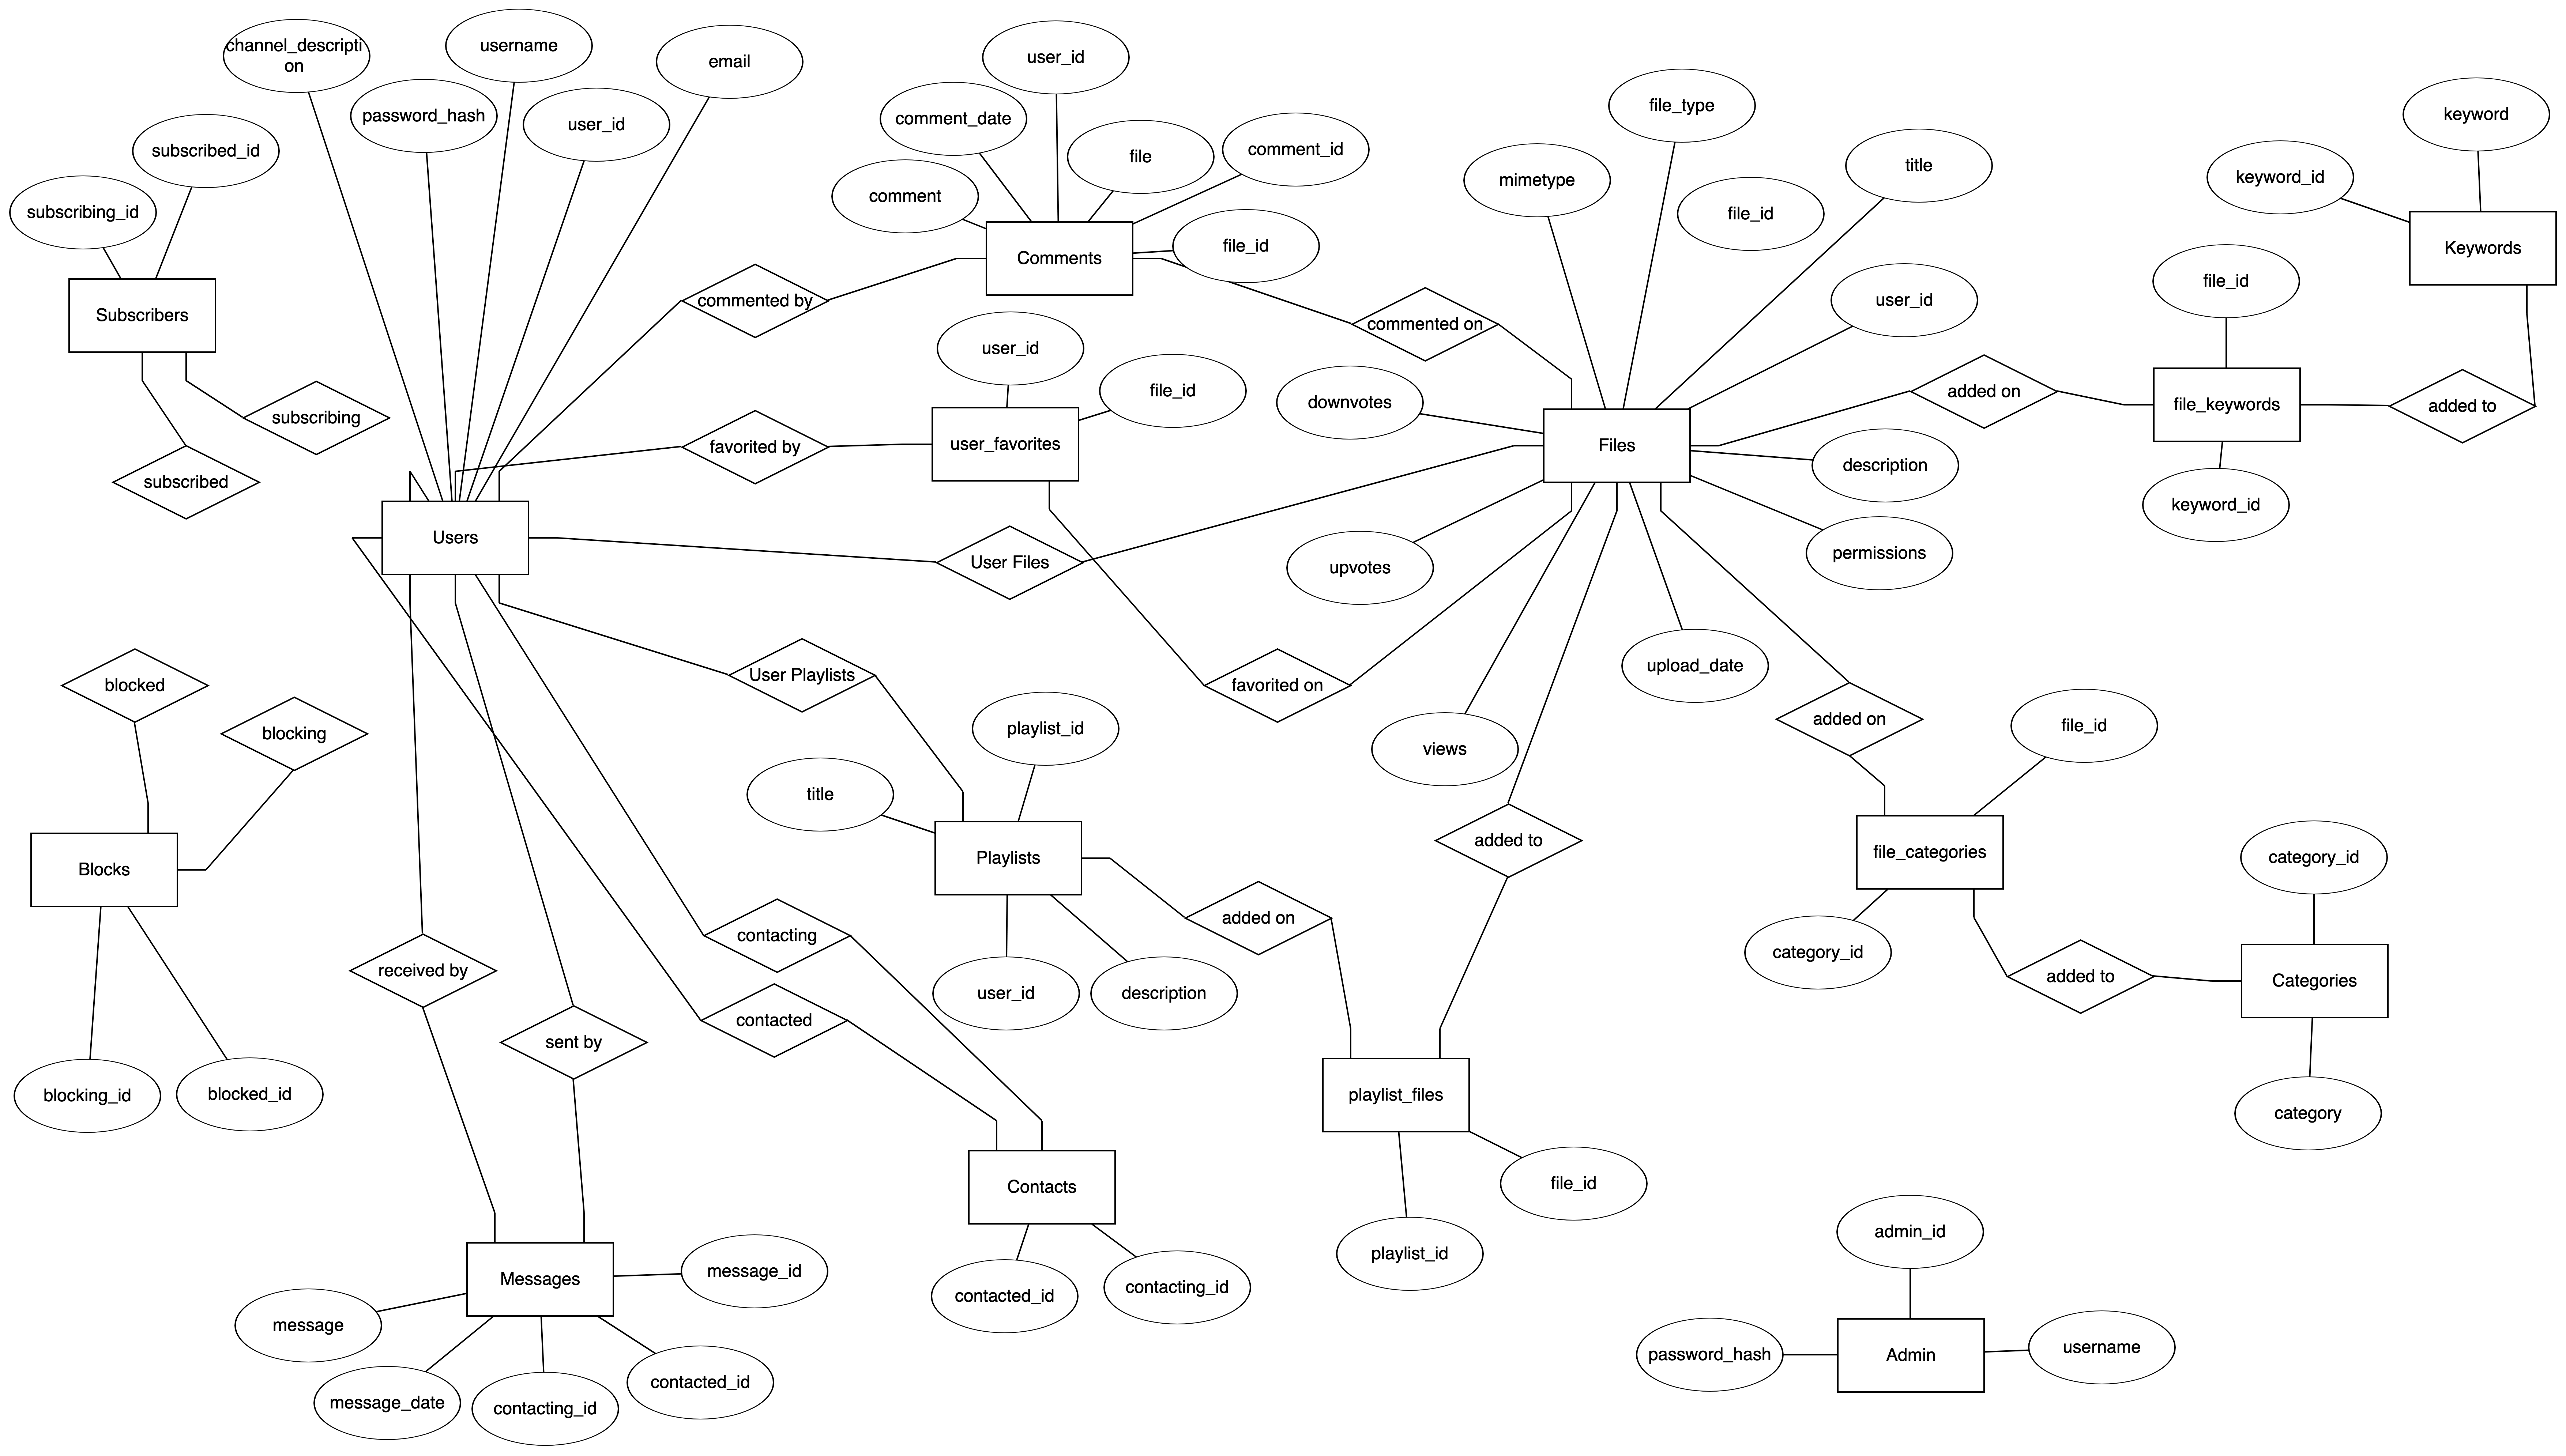 channel_descripti
on
username
email
password_hash
user_id
subscribed_id
subscribing_id
Subscribers
subscribing
subscribed
user_id
comment_date
file
comment_id
comment
file_id
Comments
commented by
commented on
user_id
file_id
user_favorites
favorited by
Users
User Files
favorited on
User Playlists
file_type
mimetype
title
file_id
user_id
downvotes
Files
description
permissions
upvotes
upload_date
views
added on
keyword
keyword_id
Keywords
file_id
file_keywords
added to
keyword_id
blocked
blocking
Blocks
blocking_id
blocked_id
playlist_id
title
Playlists
user_id
description
added on
added to
added on
file_id
file_categories
category_id
category_id
added to
Categories
category
contacting
contacted
received by
sent by
playlist_files
file_id
playlist_id
Contacts
contacted_id
contacting_id
Messages
message_id
message
message_date
contacting_id
contacted_id
admin_id
password_hash
Admin
username